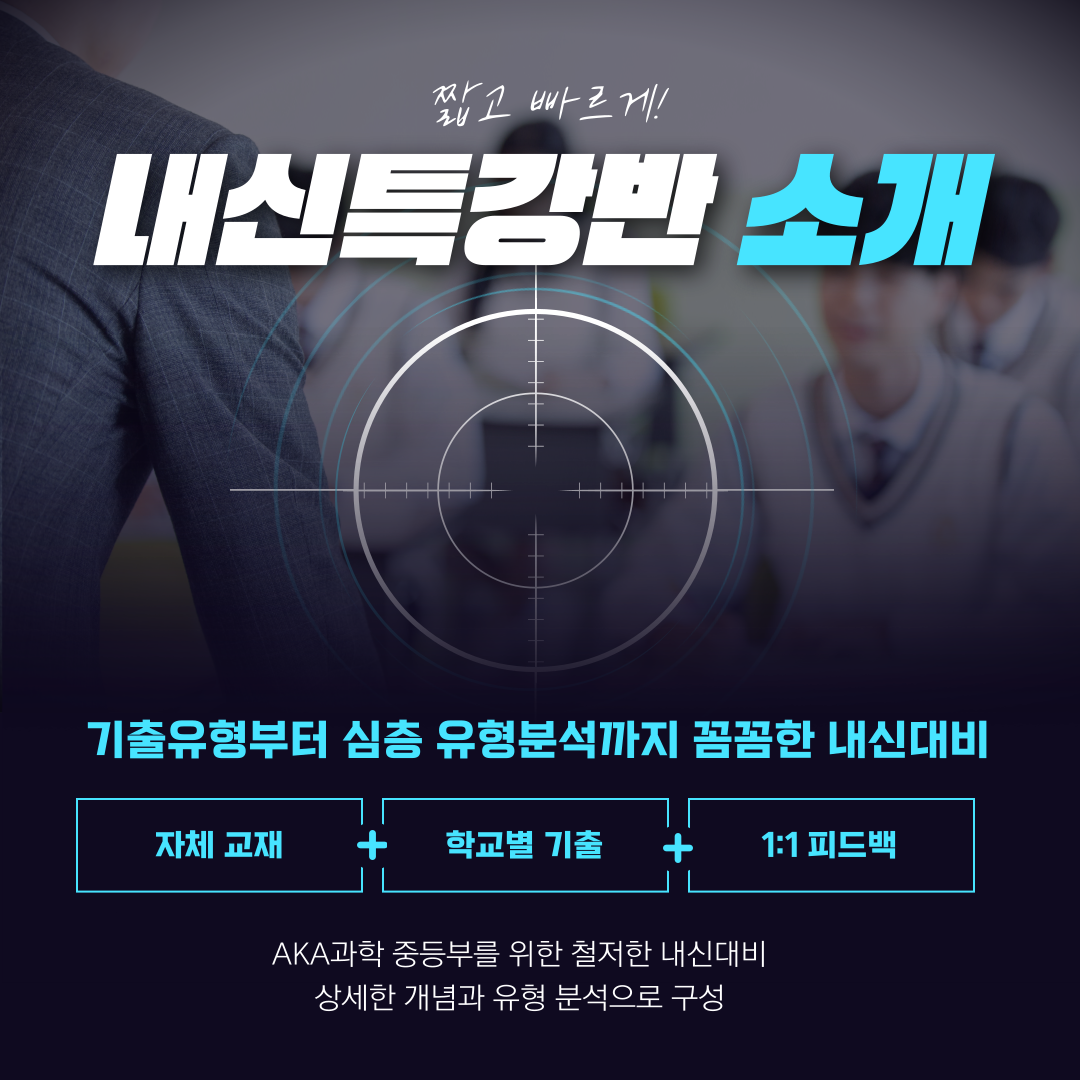 짧고 빠르게!
내신특강반 소개
기출유형부터 심층 유형분석까지 꼼꼼한 내신대비
자체 교재 + 학교별 기출 + 1:1 피드백
AKA과학 중등부를 위한 철저한 내신대비
상세한 개념과 유형 분석으로 구성